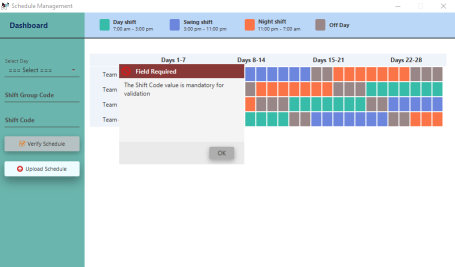 Schedule Management
Dashboard
Day shift
7:00 am - 3:00 pm
Swing shift
3:00 pm - 11:00 pm
Night shift
11:00 pm - 7:00 am
Off Day
Select Day
=== Select ===
Shift Group Code
Shift Code
Verify Schedule
Upload Schedule
Days 1-7
Days 8-14
Days 15-21
Days 22-28
Team
Team
Team
Team
Field Required
The Shift Code value is mandatory for
validation
OK